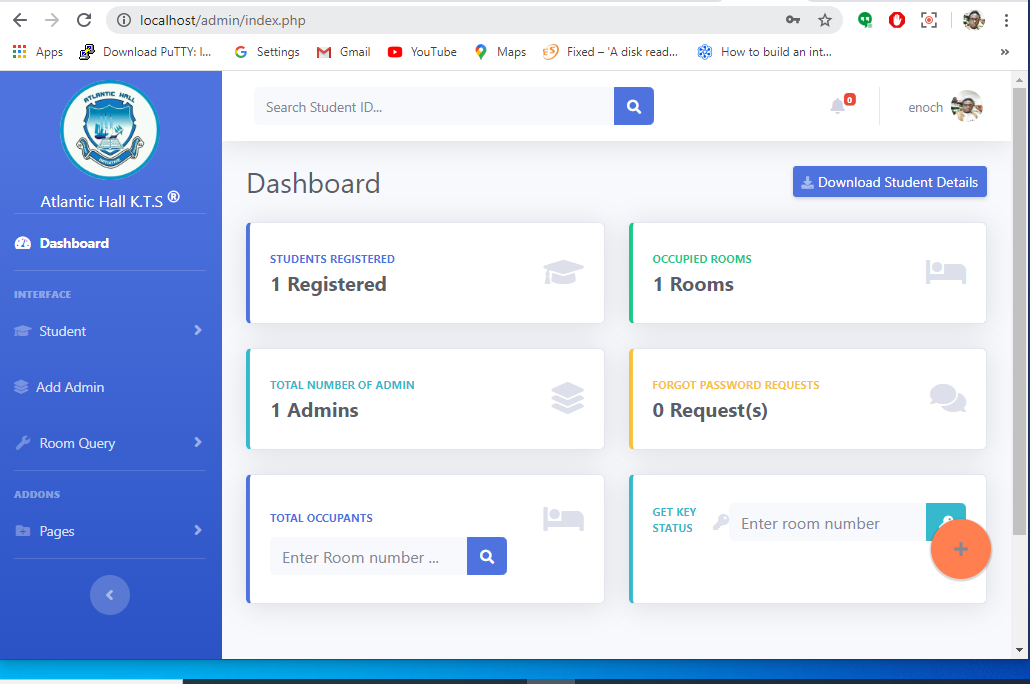 localhost/admin/index.php
Apps
Download PuTTY: l...
Settings
Gmail
YouTube
Maps
Fixed – 'A disk read...
How to build an int...
»
ATLANTIC HALL
INITIATIVE
Atlantic Hall K.T.S ®
Dashboard
INTERFACE
Student
Add Admin
Room Query
ADDONS
Pages
Search Student ID...
0
enoch
Dashboard
Download Student Details
STUDENTS REGISTERED
1 Registered
OCCUPIED ROOMS
1 Rooms
TOTAL NUMBER OF ADMIN
1 Admins
FORGOT PASSWORD REQUESTS
0 Request(s)
TOTAL OCCUPANTS
Enter Room number ...
GET KEY
STATUS
Enter room number
+